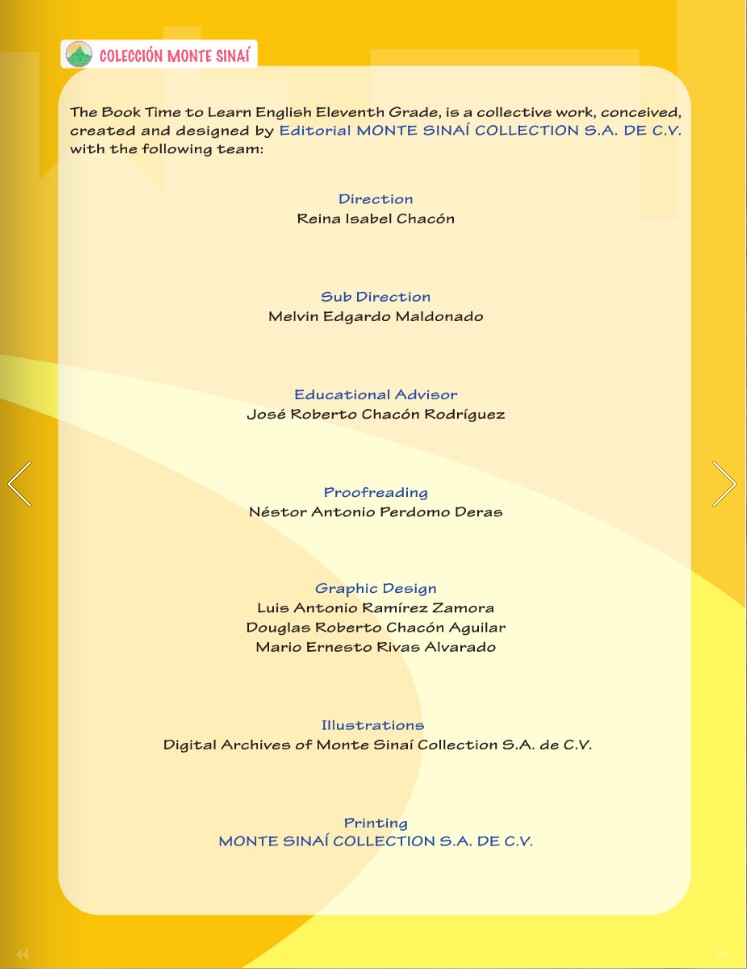 COLECCIÓN MONTE SINAÍ
The Book Time to Learn English Eleventh Grade, is a collective work, conceived,
created and designed by Editorial MONTE SINAÍ COLLECTION S.A. DE C.V.
with the following team:
Direction
Reina Isabel Chacón
Sub Direction
Melvin Edgardo Maldonado
Educational Advisor
José Roberto Chacón Rodríguez
Proofreading
Néstor Antonio Perdomo Deras
Graphic Design
Luis Antonio Ramírez Zamora
Douglas Roberto Chacón Aguilar
Mario Ernesto Rivas Alvarado
Illustrations
Digital Archives of Monte Sinaí Collection S.A. de C.V.
Printing
MONTE SINAÍ COLLECTION S.A. DE C.V.